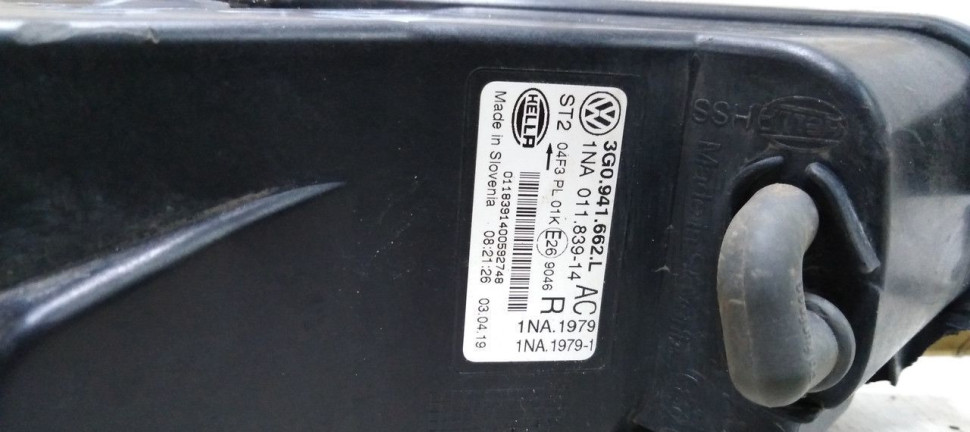 3G0.941.662.L
1NA 011.839-14 AC
ST2 04F3 PL 01K E26 9046 R
HELLA
1NA.1979
1NA.1979-1
0118391400592748
Made in Slovenia 08:21:26 03.04.19
SSH